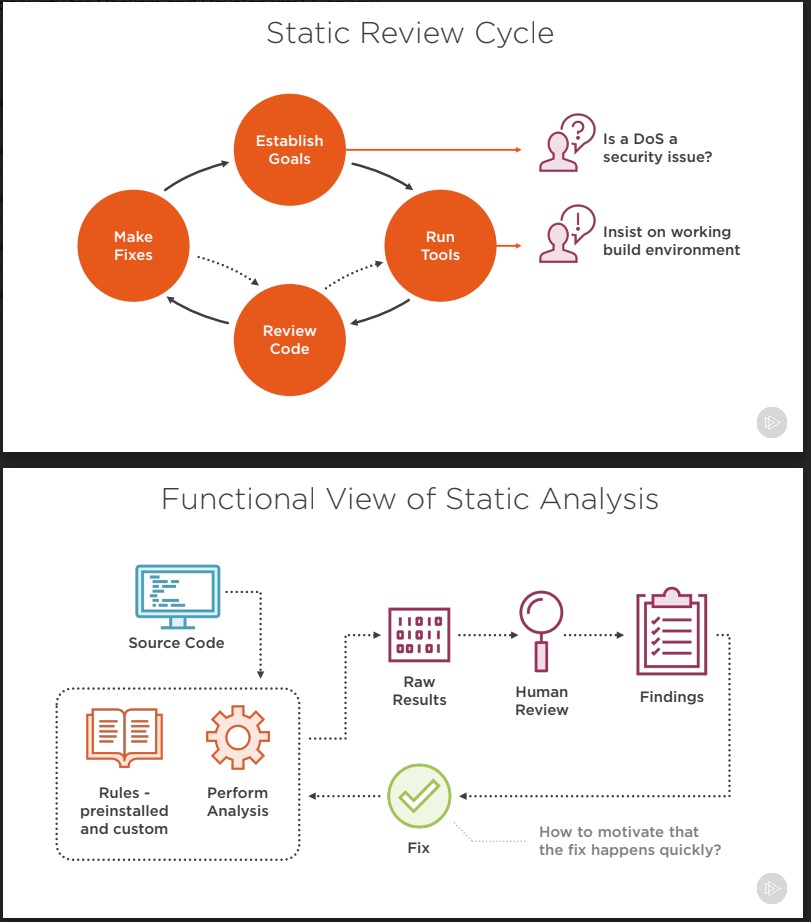 Static Review Cycle
Establish
Goals
Is a DoS a
security issue?
Make
Fixes
Run
Tools
Insist on working
build environment
Review
Code
Functional View of Static Analysis
Source Code
11010
01011
00101
Raw
Results
Human
Review
Findings
Rules -
preinstalled
and custom
Perform
Analysis
Fix
How to motivate that
the fix happens quickly?